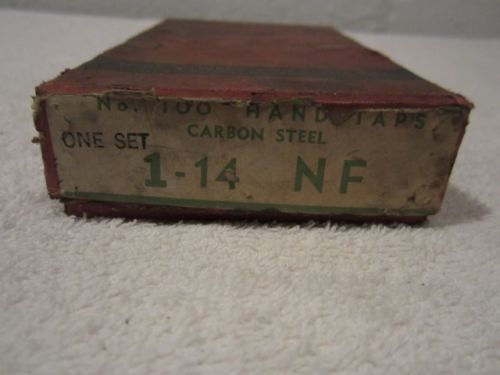 No. 100 HAND TAPS
ONE SET
CARBON STEEL
1-14 NF